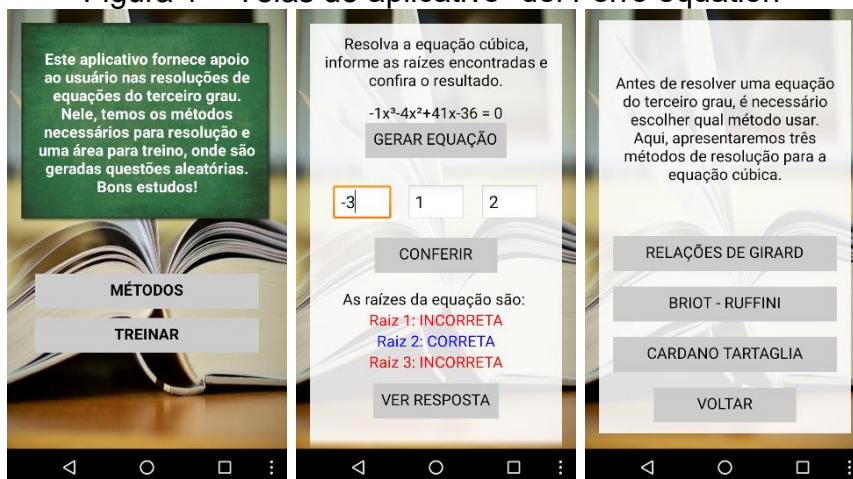 Figura 4 - Telas do aplicativo "del Ferro equation"
Este aplicativo fornece apoio
ao usuário nas resoluções de
equações do terceiro grau.
Nele, temos os métodos
necessários para resolução e
uma área para treino, onde são
geradas questões aleatórias.
Bons estudos!
MÉTODOS
TREINAR
Resolva a equação cúbica,
informe as raízes encontradas e
confira o resultado.
-1x³-4x²+41x-36 = 0
GERAR EQUAÇÃO
-3 1 2
CONFERIR
As raízes da equação são:
Raiz 1: INCORRETA
Raiz 2: CORRETA
Raiz 3: INCORRETA
VER RESPOSTA
Antes de resolver uma equação
do terceiro grau, é necessário
escolher qual método usar.
Aqui, apresentaremos três
métodos de resolução para a
equação cúbica.
RELAÇÕES DE GIRARD
BRIOT - RUFFINI
CARDANO TARTAGLIA
VOLTAR